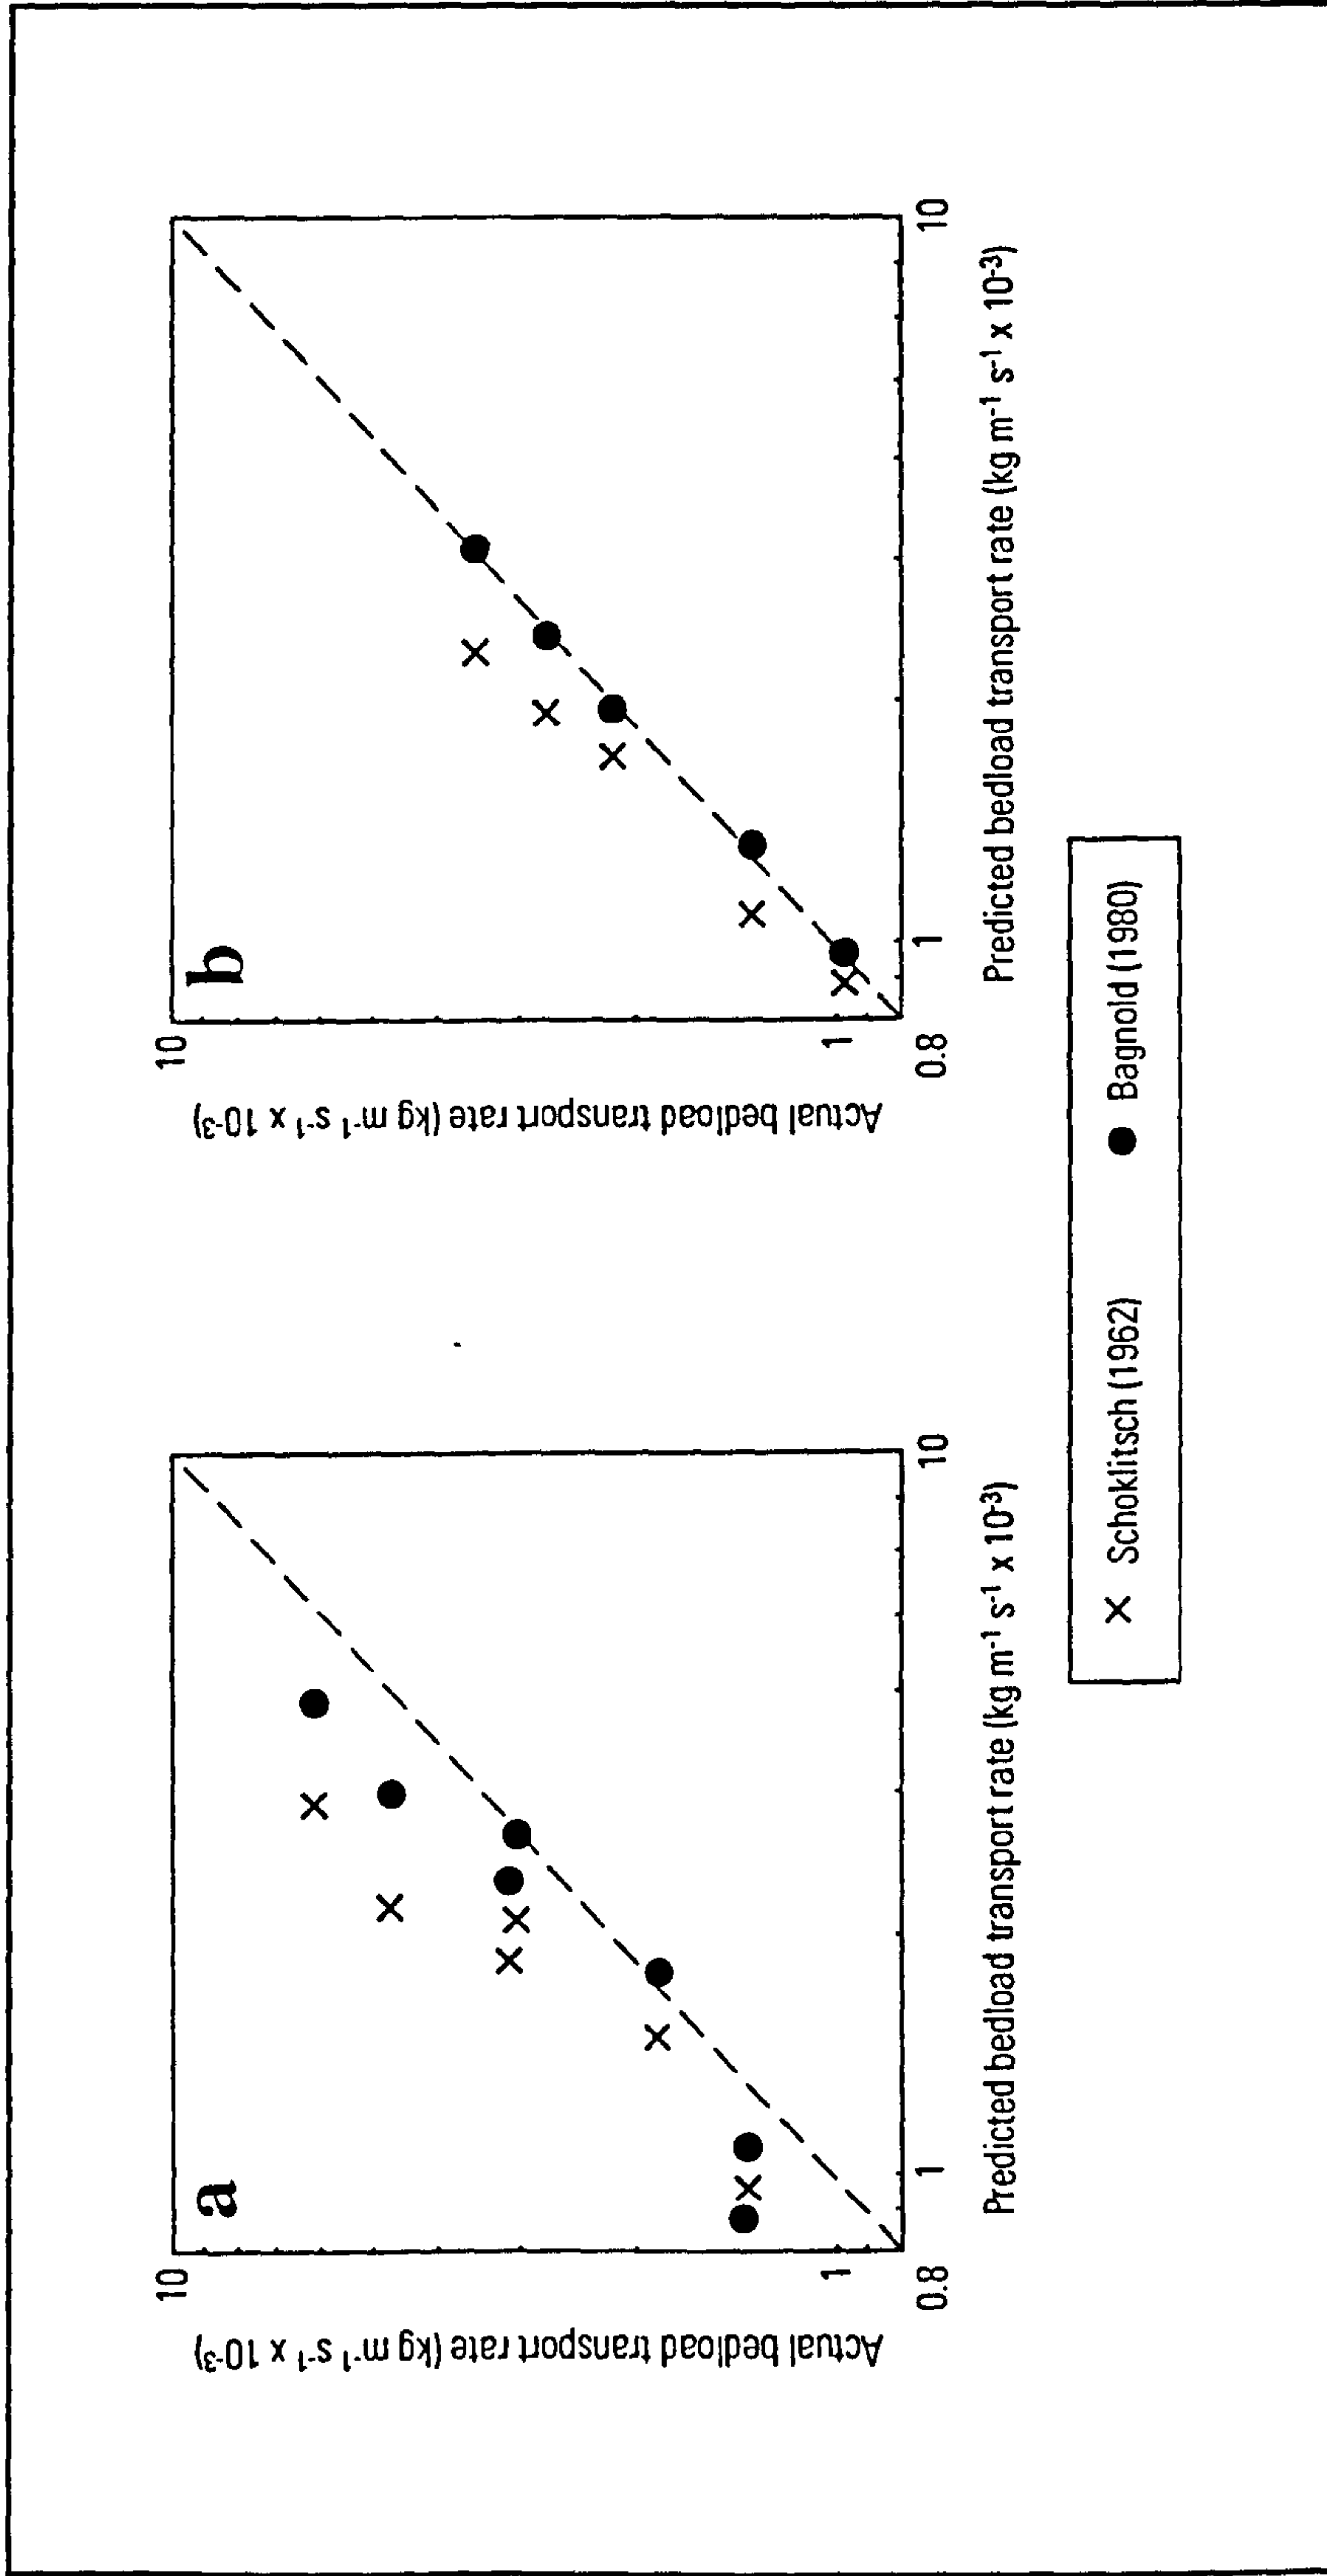 a
10
1
0.8
1
10
Actual bedload transport rate (kg m⁻¹ s⁻¹ x 10⁻³)
Predicted bedload transport rate (kg m⁻¹ s⁻¹ x 10⁻³)
b
10
1
0.8
1
10
Actual bedload transport rate (kg m⁻¹ s⁻¹ x 10⁻³)
Predicted bedload transport rate (kg m⁻¹ s⁻¹ x 10⁻³)
× Schoklitsch (1962) ● Bagnold (1980)